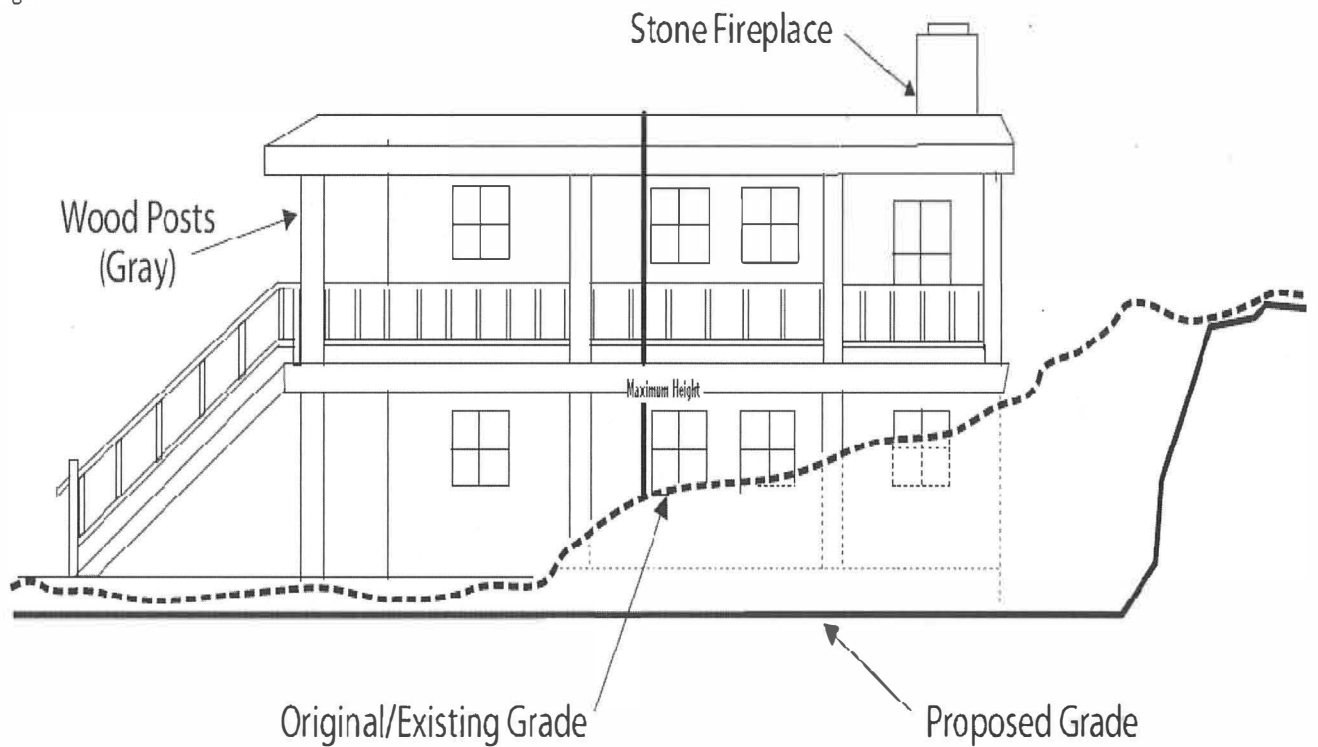 Stone Fireplace
Wood Posts
(Gray)
Maximum Height
Original/Existing Grade
Proposed Grade